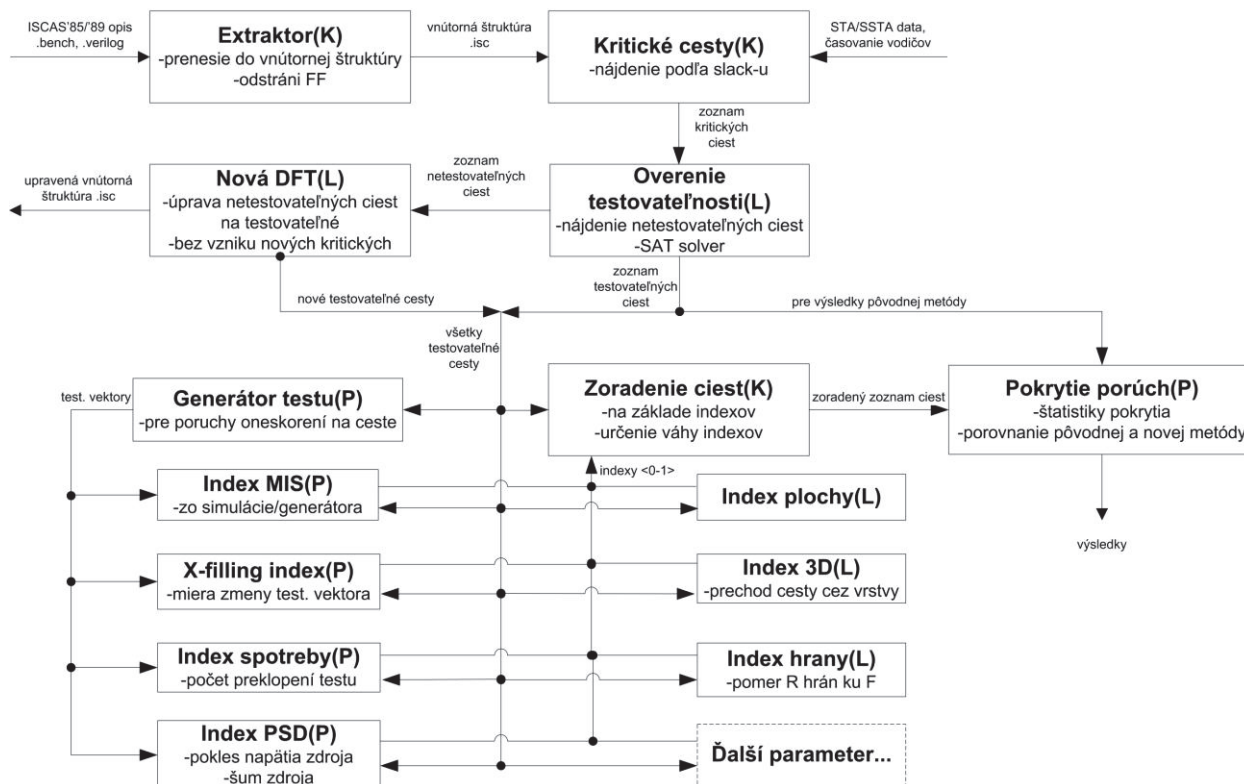 ISCAS'85/'89 opis
.bench, .verilog
Extraktor(K)
-prenesie do vnútornej štruktúry
-odstráni FF
vnútorná štruktúra
.isc
Kritické cesty(K)
-nájdenie podľa slack-u
STA/SSTA data,
časovanie vodičov
zoznam
kritických
ciest
upravená vnútorná
štruktúra .isc
Nová DFT(L)
-úprava netestovateľných ciest
na testovateľné
-bez vzniku nových kritických
zoznam
netestovateľných
ciest
Overenie
testovateľnosti(L)
-nájdenie netestovateľných ciest
-SAT solver
nové testovateľné cesty
zoznam
testovateľných
ciest
pre výsledky pôvodnej metódy
všetky
testovateľné
cesty
test. vektory
Generátor testu(P)
-pre poruchy oneskorení na ceste
Zoradenie ciest(K)
-na základe indexov
-určenie váhy indexov
zoradený zoznam ciest
Pokrytie porúch(P)
-štatistiky pokrytia
-porovnanie pôvodnej a novej metódy
indexy <0-1>
Index MIS(P)
-zo simulácie/generátora
Index plochy(L)
výsledky
X-filling index(P)
-miera zmeny test. vektora
Index 3D(L)
-prechod cesty cez vrstvy
Index spotreby(P)
-počet preklopení testu
Index hrany(L)
-pomer R hrán ku F
Index PSD(P)
-pokles napätia zdroja
-šum zdroja
Ďalší parameter...